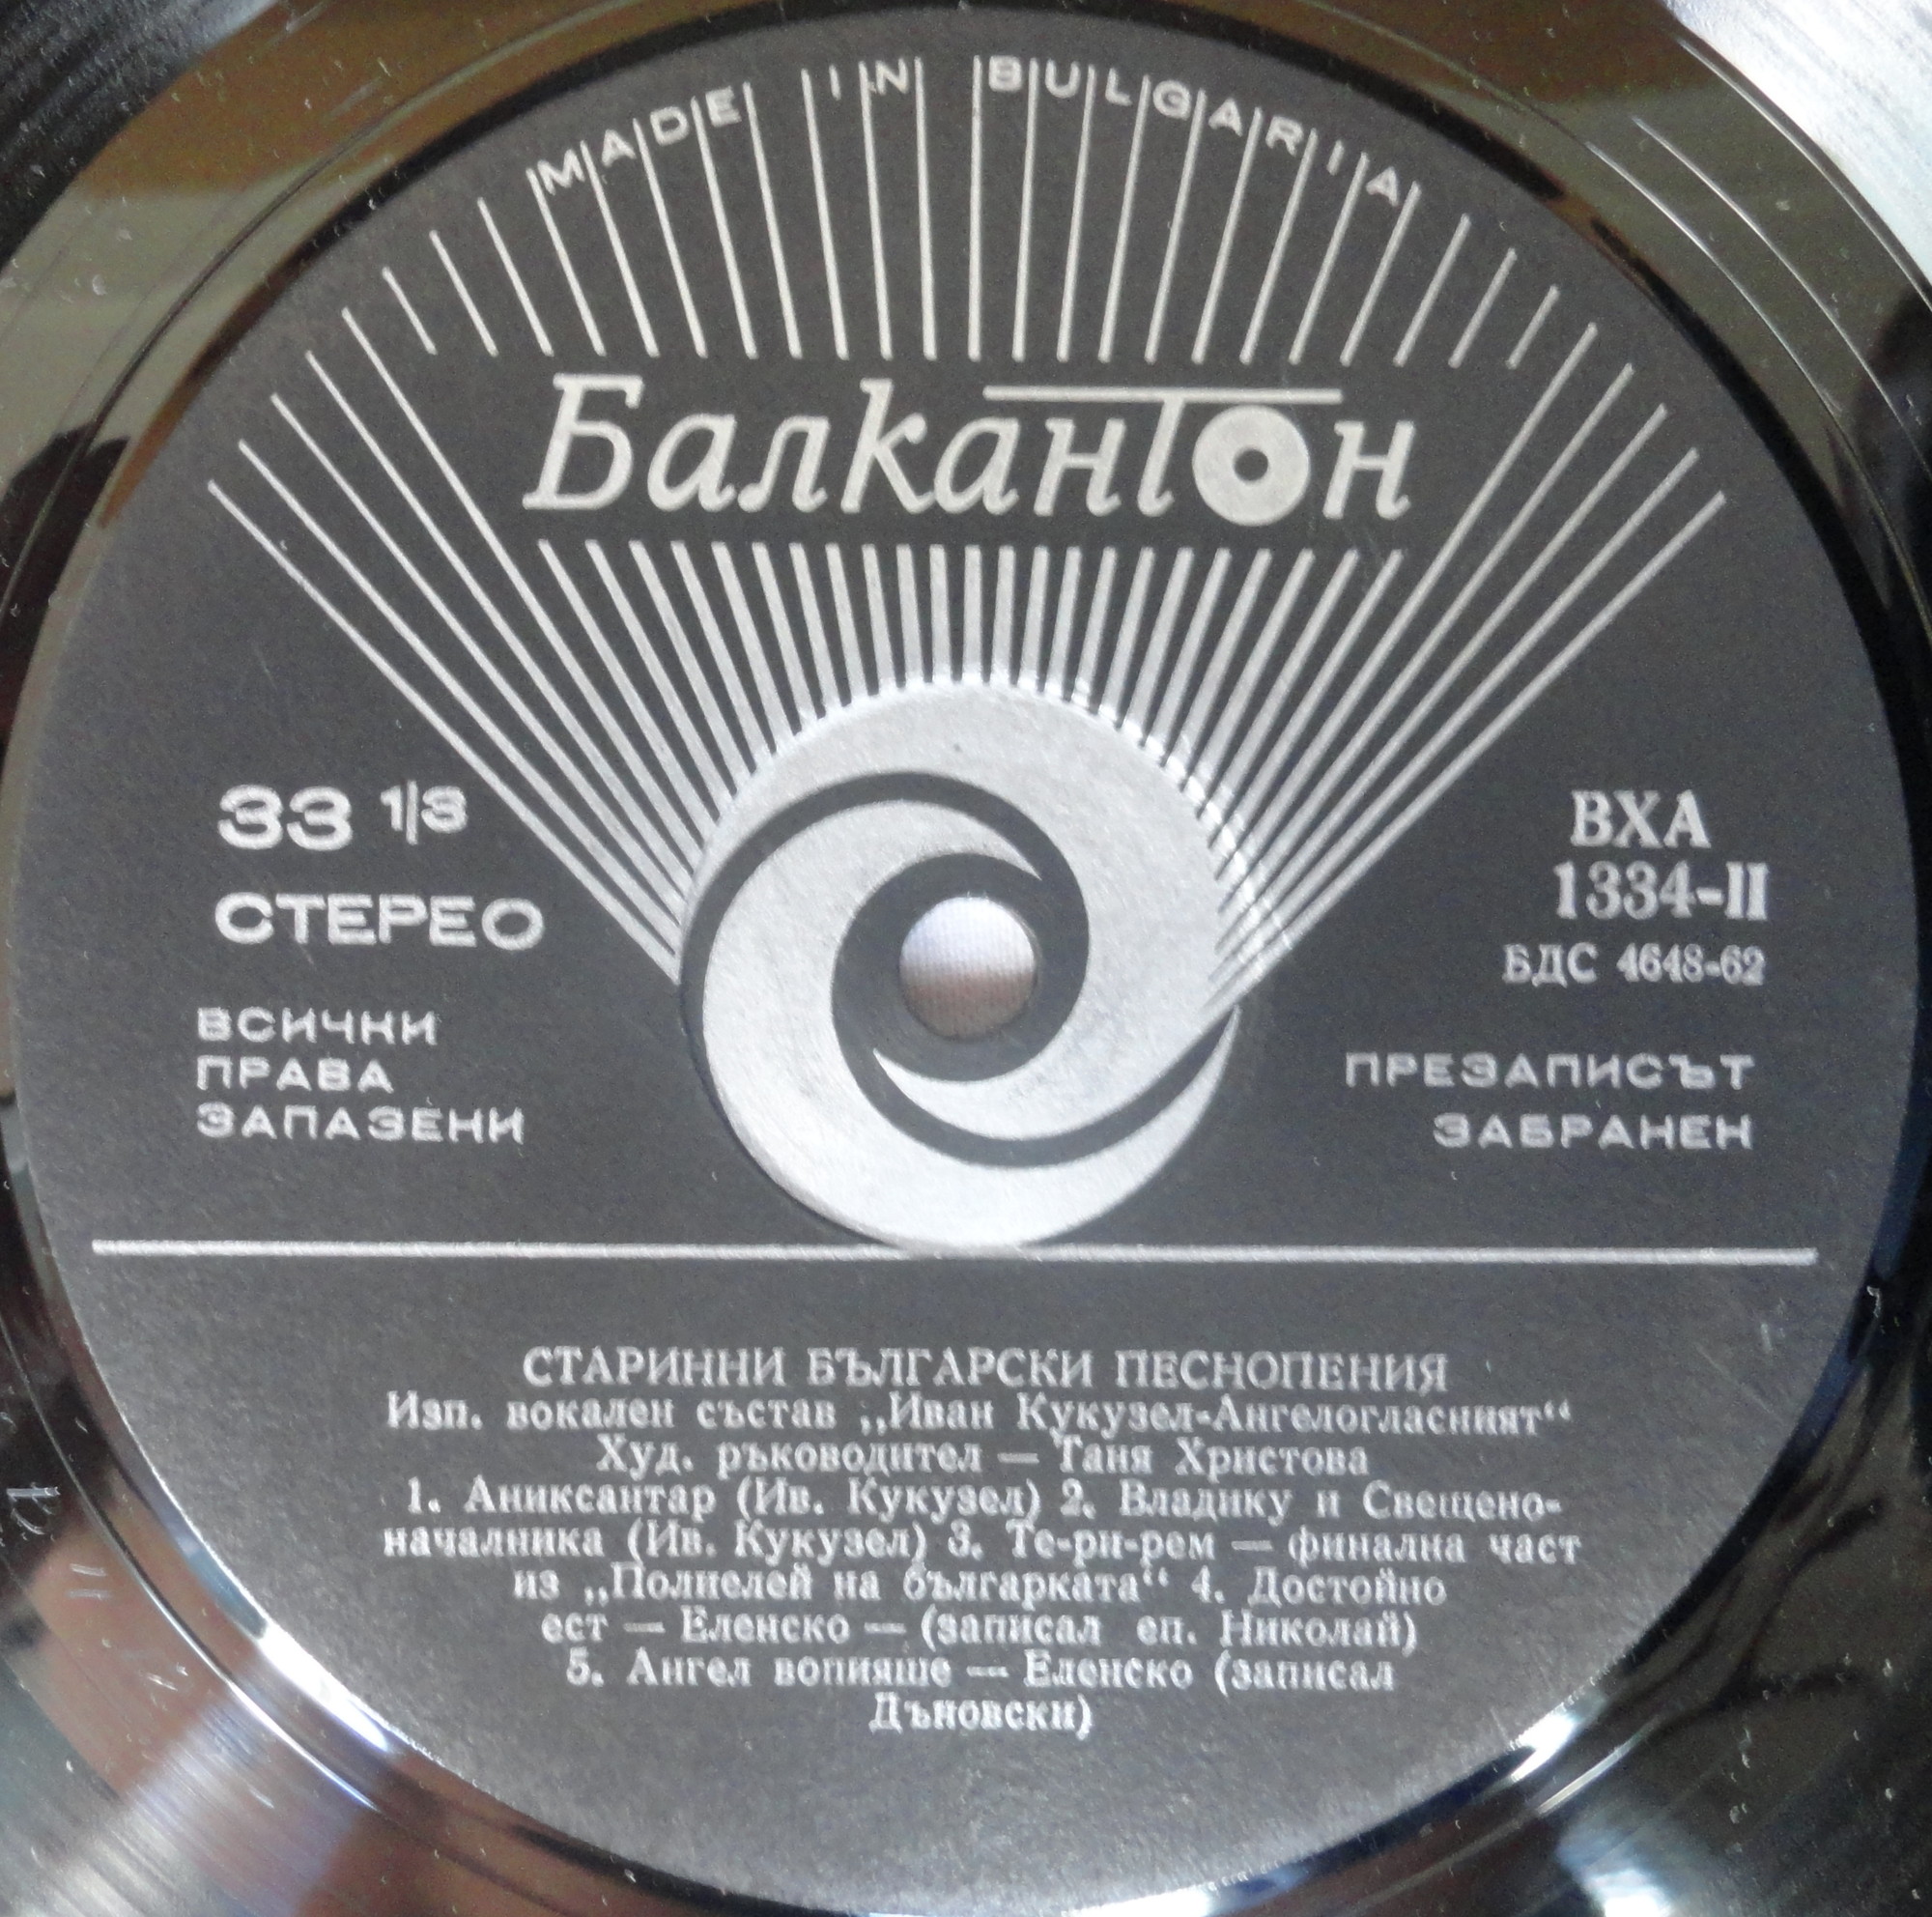 MADE IN BULGARIA
Балкантон
33 1/3
СТЕРЕО
ВСИЧКИ
ПРАВА
ЗАПАЗЕНИ
ВХА
1334-II
БДС 4648-62
ПРЕЗАПИСЪТ
ЗАБРАНЕН
СТАРИННИ БЪЛГАРСКИ ПЕСНОПЕНИЯ
Изп. вокален състав „Иван Кукузел-Ангелогласният“
Худ. ръководител — Таня Христова
1. Аниксантар (Ив. Кукузел) 2. Владику и Свещено-
началника (Ив. Кукузел) 3. Те-ри-рем — финална част
из „Полиелей на българката“ 4. Достойно
ест — Еленско — (записал еп. Николай)
5. Ангел вопияше — Еленско (записал
Дъновски)